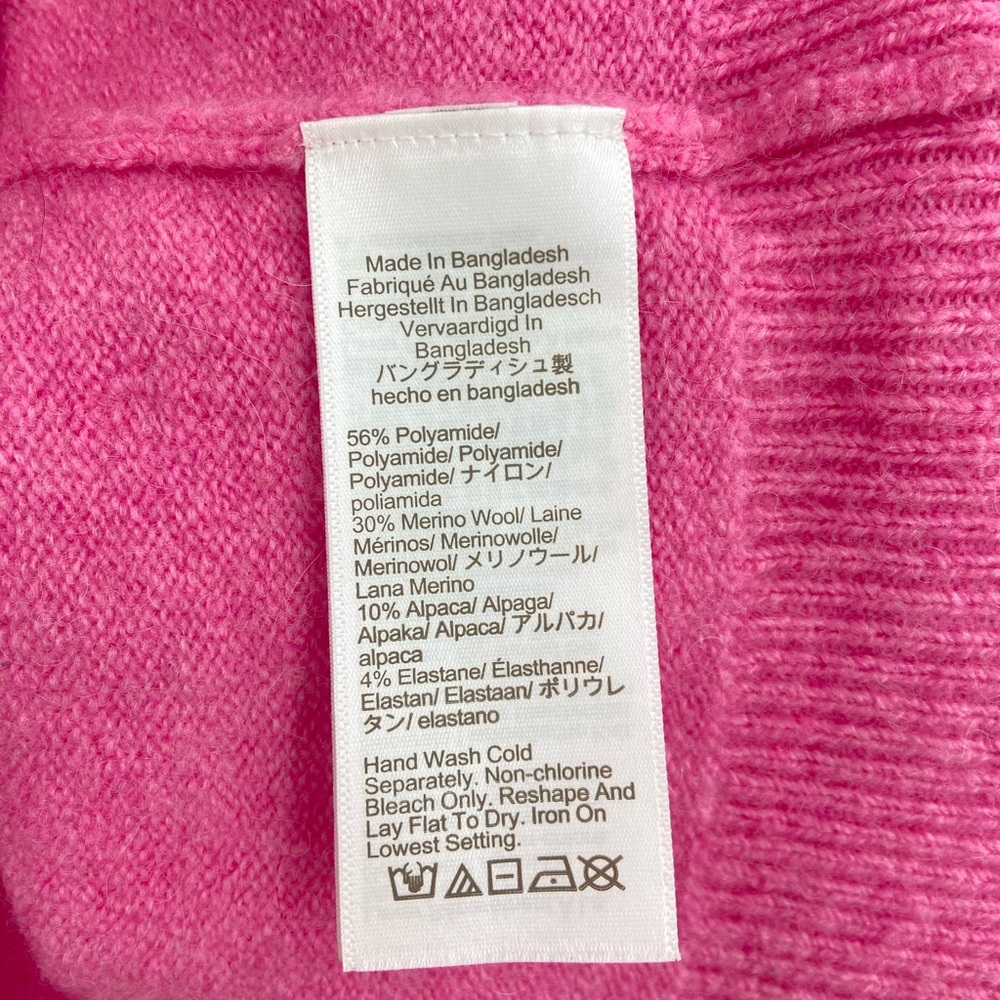 Made In Bangladesh
Fabriqué Au Bangladesh
Hergestellt In Bangladesch
Vervaardigd In
Bangladesh
バングラディシュ製
hecho en bangladesh
56% Polyamide/
Polyamide/ Polyamide/
Polyamide/ ナイロン/
poliamida
30% Merino Wool/ Laine
Mérinos/ Merinowolle/
Merinowol/ メリノウール/
Lana Merino
10% Alpaca/ Alpaga/
Alpaka/ Alpaca/ アルパカ/
alpaca
4% Elastane/ Élasthanne/
Elastan/ Elastaan/ ポリウレ
タン/ elastano
Hand Wash Cold
Separately. Non-chlorine
Bleach Only. Reshape And
Lay Flat To Dry. Iron On
Lowest Setting.